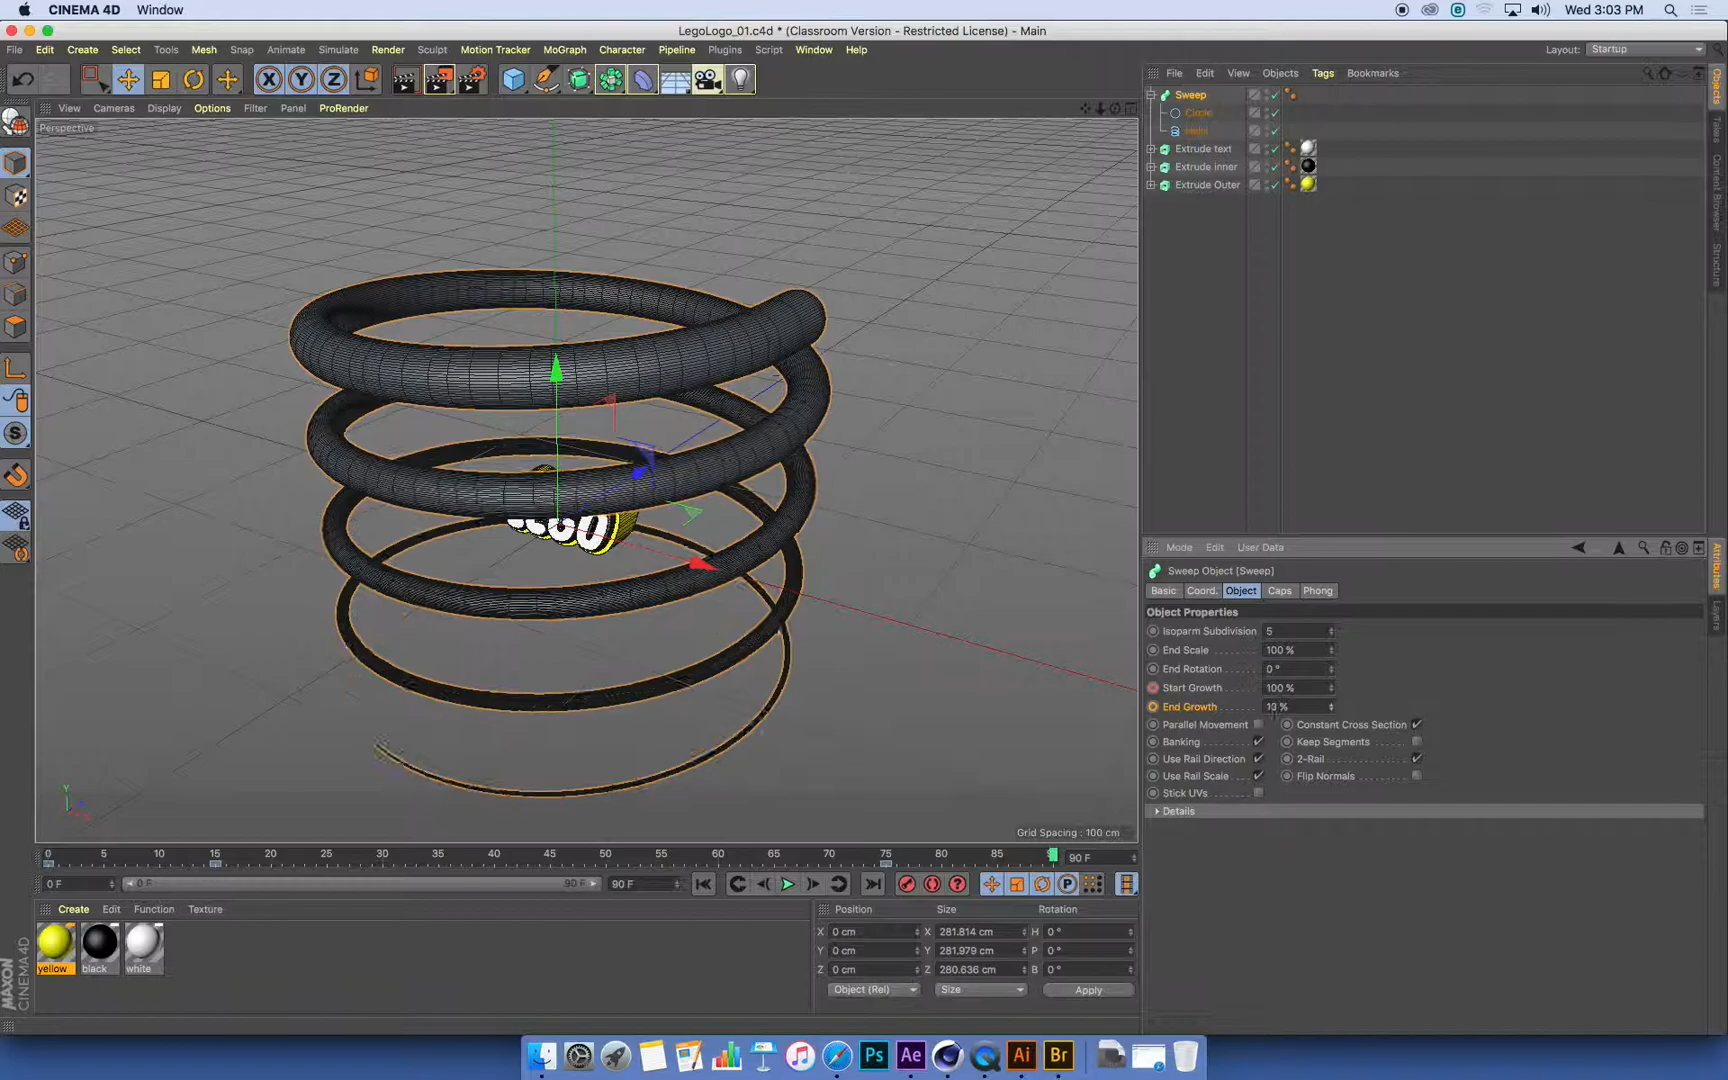 CINEMA 4D Window
Wed 3:03 PM
LegoLogo_01.c4d * (Classroom Version - Restricted License) - Main
File Edit Create Select Tools Mesh Snap Animate Simulate Render Sculpt Motion Tracker MoGraph Character Pipeline Plugins Script Window Help
Layout: Startup
X Y Z
File Edit View Objects Tags Bookmarks
View Cameras Display Options Filter Panel ProRender
Perspective
Sweep
Circle
Helix
Extrude text
Extrude inner
Extrude Outer
Objects
Takes
Content Browser
Structure
Mode Edit User Data
Sweep Object [Sweep]
Basic Coord. Object Caps Phong
Object Properties
Isoparm Subdivision 5
End Scale 100 %
End Rotation 0 °
Start Growth 100 %
End Growth
Parallel Movement Constant Cross Section
Banking Keep Segments
Use Rail Direction 2-Rail
Use Rail Scale Flip Normals
Stick UVs
Details
Attributes
Layers
Y
Grid Spacing : 100 cm
0 5 10 15 20 25 30 35 40 45 50 55 60 65 70 75 80 85 90 F
0 F 0 F 90 F 90 F
P
Create Edit Function Texture
yellow black white
Position Size Rotation
X 0 cm X 281.814 cm H 0 °
Y 0 cm Y 281.979 cm P 0 °
Z 0 cm Z 280.636 cm B 0 °
Object (Rel) Size Apply
MAXON
CINEMA 4D
Ps Ae Ai Br